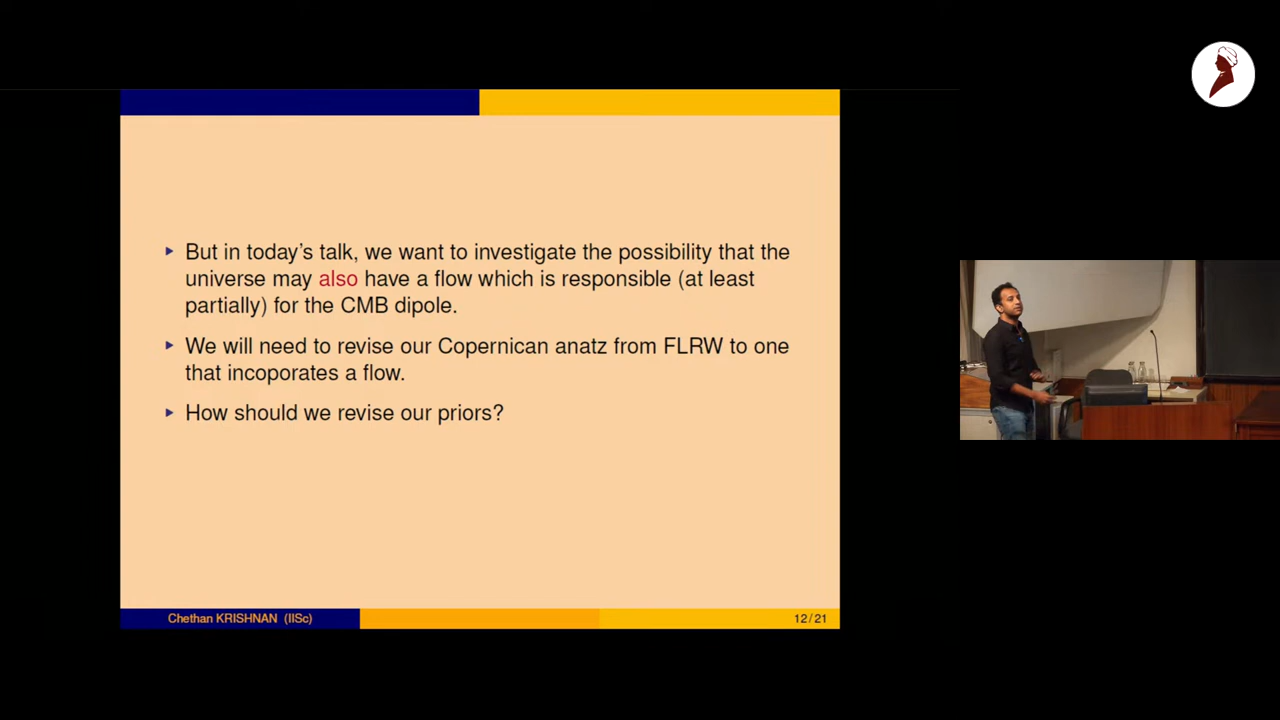 But in today's talk, we want to investigate the possibility that the
universe may also have a flow which is responsible (at least
partially) for the CMB dipole.
We will need to revise our Copernican anatz from FLRW to one
that incoporates a flow.
How should we revise our priors?
Chethan KRISHNAN (IISc)
12/21